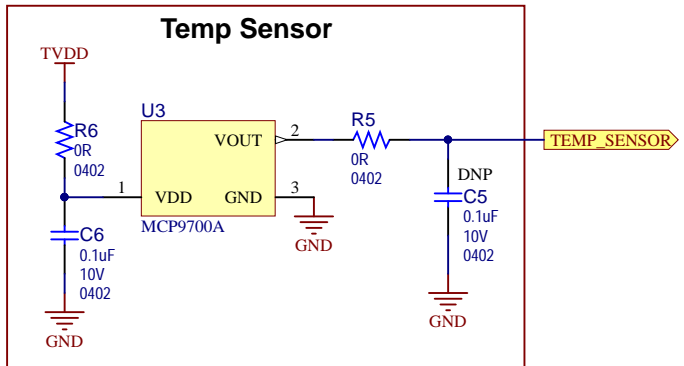 Temp Sensor
TVDD
U3
R6
0R
0402
VOUT
2
R5
0R
0402
TEMP_SENSOR
1
VDD
GND
3
MCP9700A
GND
DNP
C5
0.1uF
10V
0402
C6
0.1uF
10V
0402
GND
GND